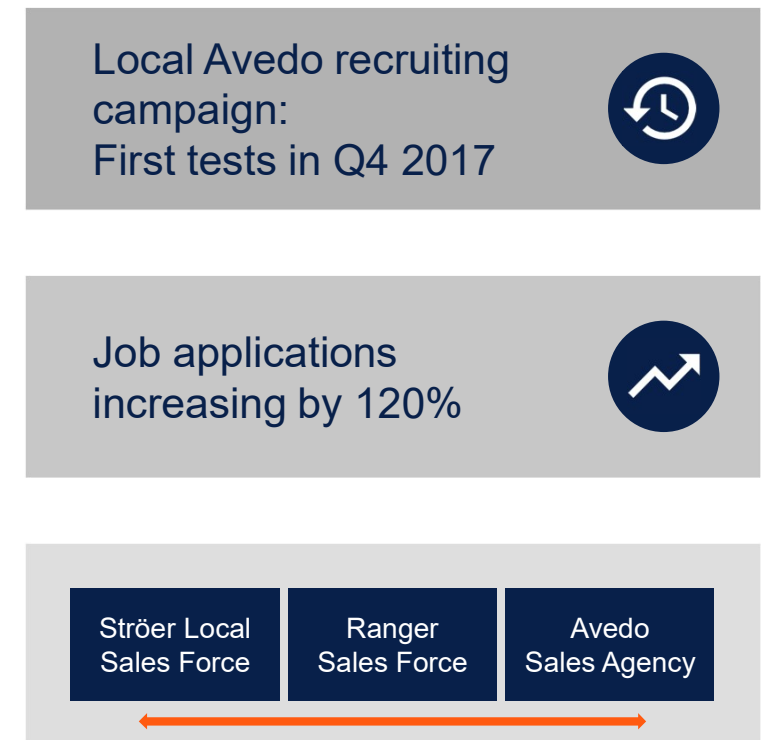 Local Avedo recruiting
campaign:
First tests in Q4 2017
Job applications
increasing by 120%
Ströer Local
Sales Force
Ranger
Sales Force
Avedo
Sales Agency